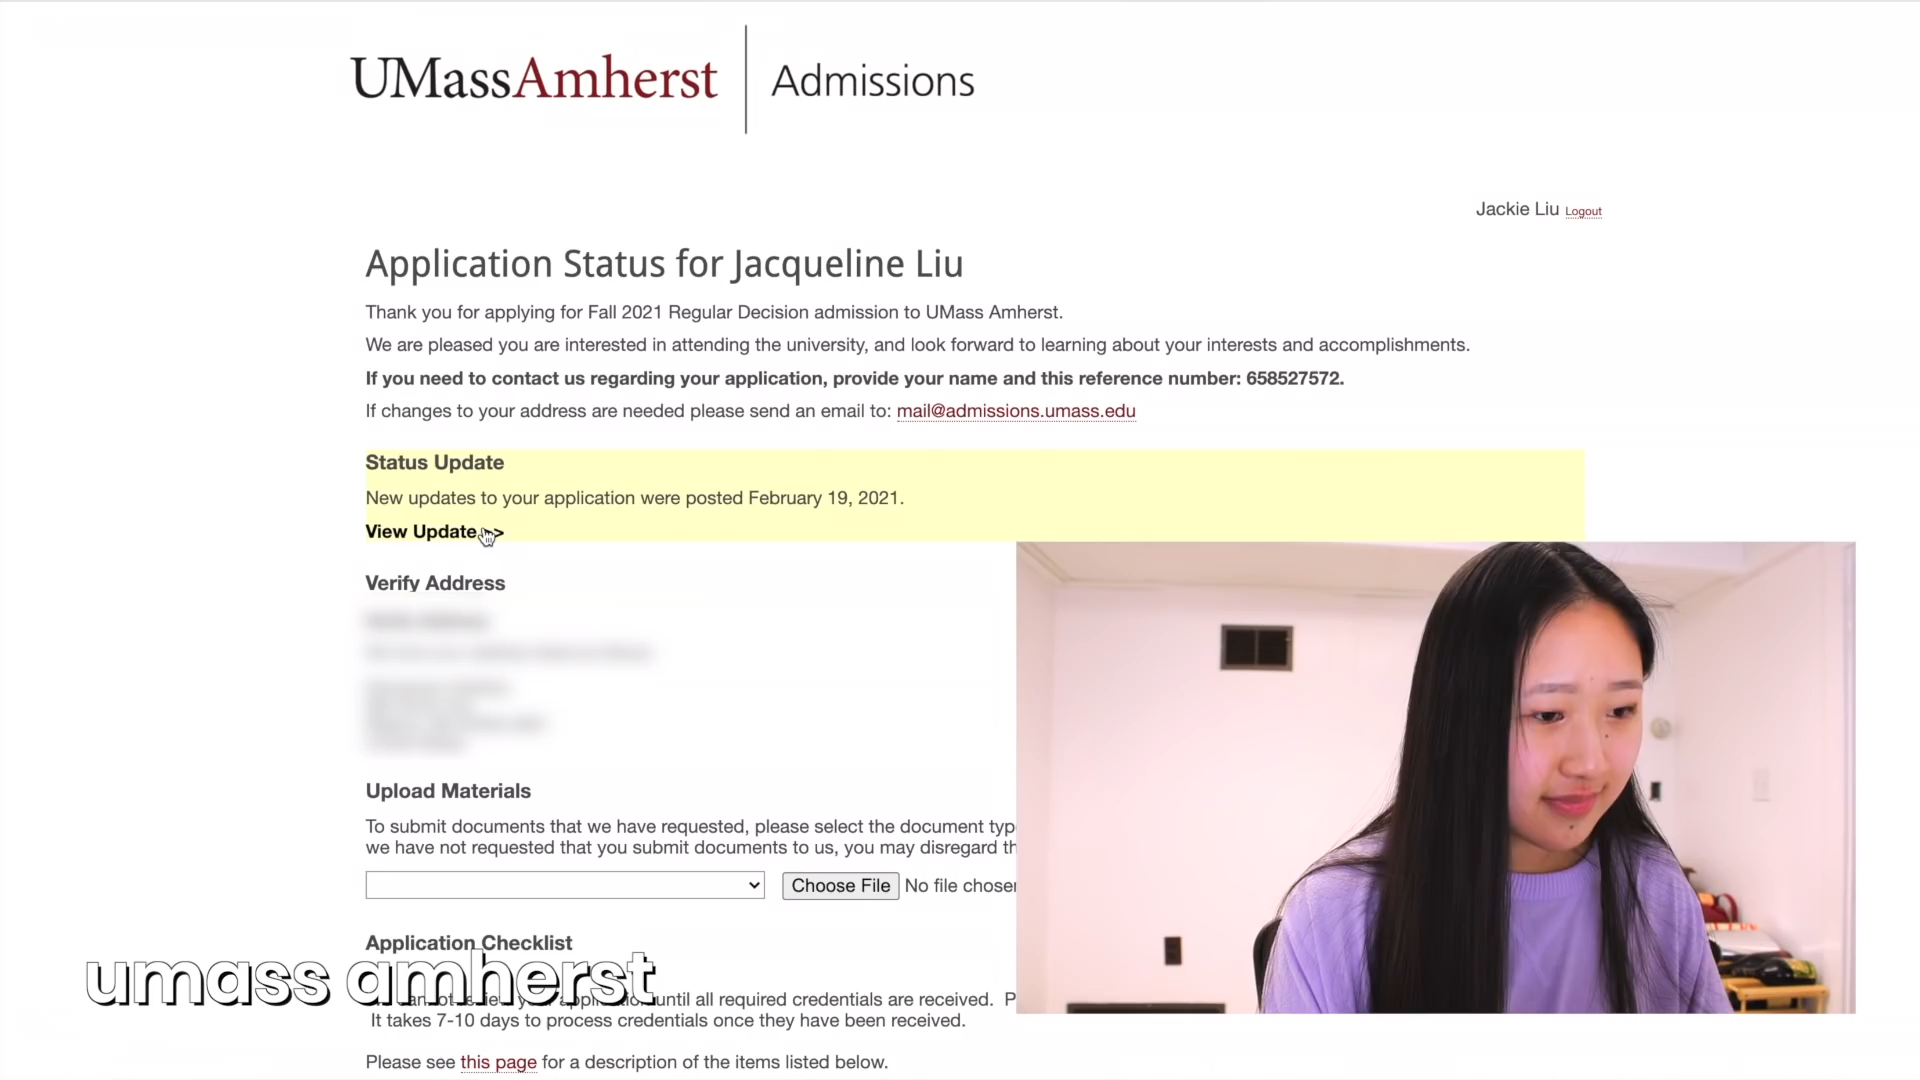 UMassAmherst | Admissions
Jackie Liu Logout
Application Status for Jacqueline Liu
Thank you for applying for Fall 2021 Regular Decision admission to UMass Amherst.
We are pleased you are interested in attending the university, and look forward to learning about your interests and accomplishments.
If you need to contact us regarding your application, provide your name and this reference number: 658527572.
If changes to your address are needed please send an email to: mail@admissions.umass.edu
Status Update
New updates to your application were posted February 19, 2021.
View Update >
Verify Address
Upload Materials
To submit documents that we have requested, please select the document typ
we have not requested that you submit documents to us, you may disregard th
Choose File No file chosen
Application Checklist
umass amherst
until all required credentials are received. P
It takes 7-10 days to process credentials once they have been received.
Please see this page for a description of the items listed below.